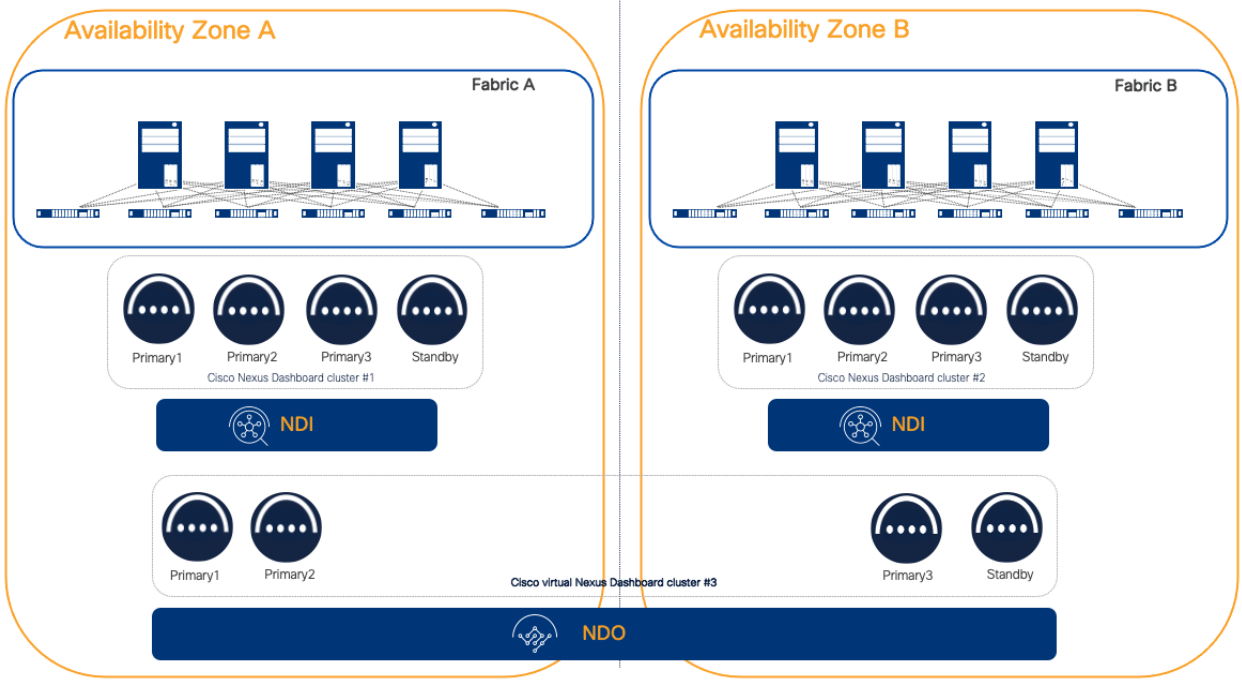 Availability Zone A
Availability Zone B
Fabric A
Fabric B
Primary1 Primary2 Primary3 Standby
Cisco Nexus Dashboard cluster #1
Primary1 Primary2 Primary3 Standby
Cisco Nexus Dashboard cluster #2
NDI
NDI
Primary1 Primary2
Primary3 Standby
Cisco virtual Nexus Dashboard cluster #3
NDO